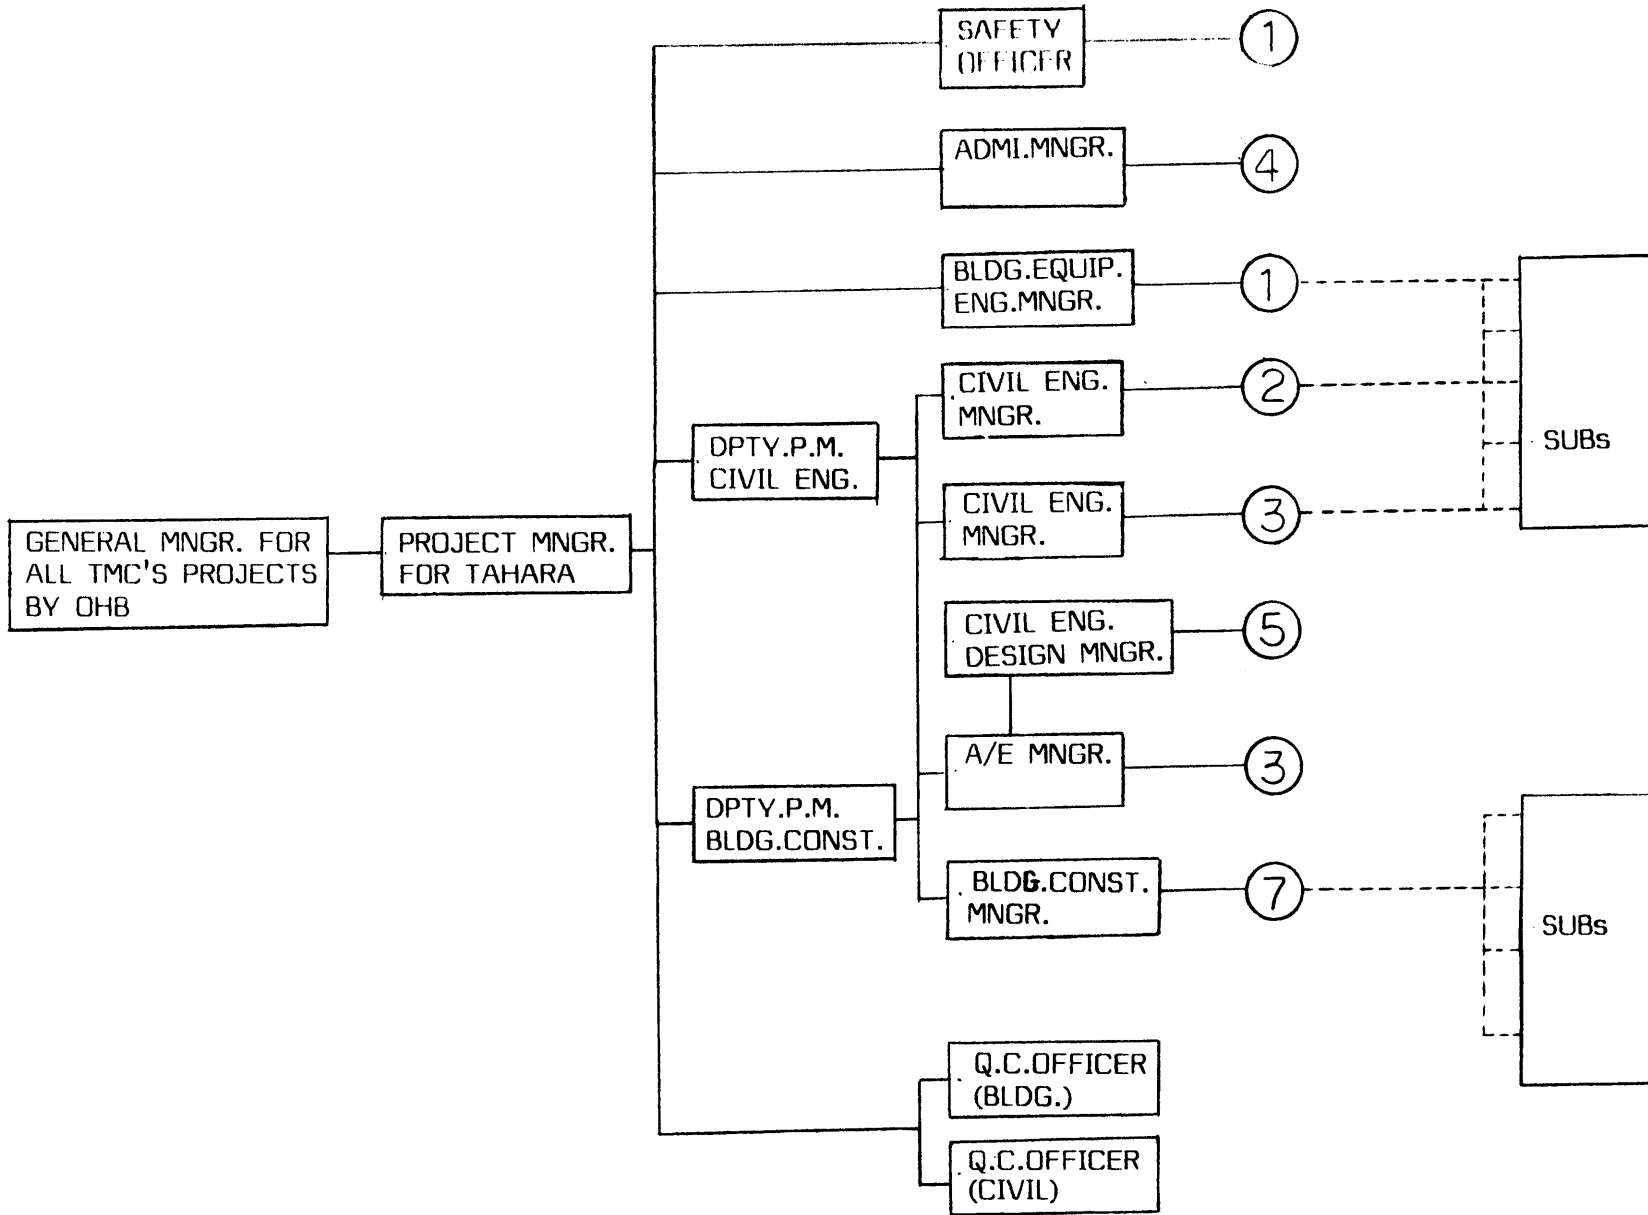 SAFETY
OFFICER
1
ADMI.MNGR.
4
BLDG.EQUIP.
ENG.MNGR.
1
CIVIL ENG.
MNGR.
2
SUBs
DPTY.P.M.
CIVIL ENG.
CIVIL ENG.
MNGR.
3
GENERAL MNGR. FOR
ALL TMC'S PROJECTS
BY OHB
PROJECT MNGR.
FOR TAHARA
CIVIL ENG.
DESIGN MNGR.
5
A/E MNGR.
3
DPTY.P.M.
BLDG.CONST.
BLDG.CONST.
MNGR.
7
SUBs
Q.C.OFFICER
(BLDG.)
Q.C.OFFICER
(CIVIL)